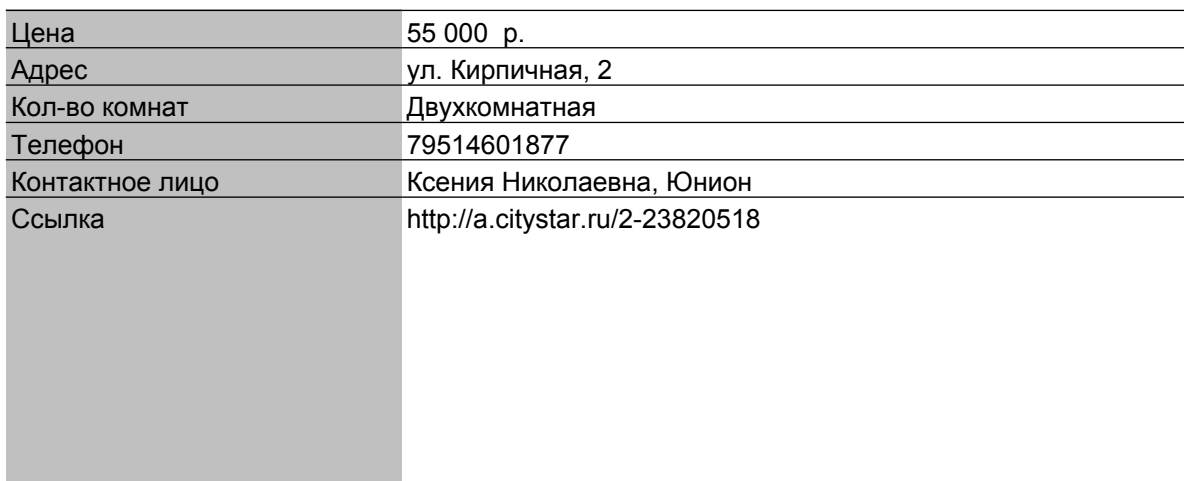 Цена 55 000 р.
Адрес ул. Кирпичная, 2
Кол-во комнат Двухкомнатная
Телефон 79514601877
Контактное лицо Ксения Николаевна, Юнион
Ссылка http://a.citystar.ru/2-23820518